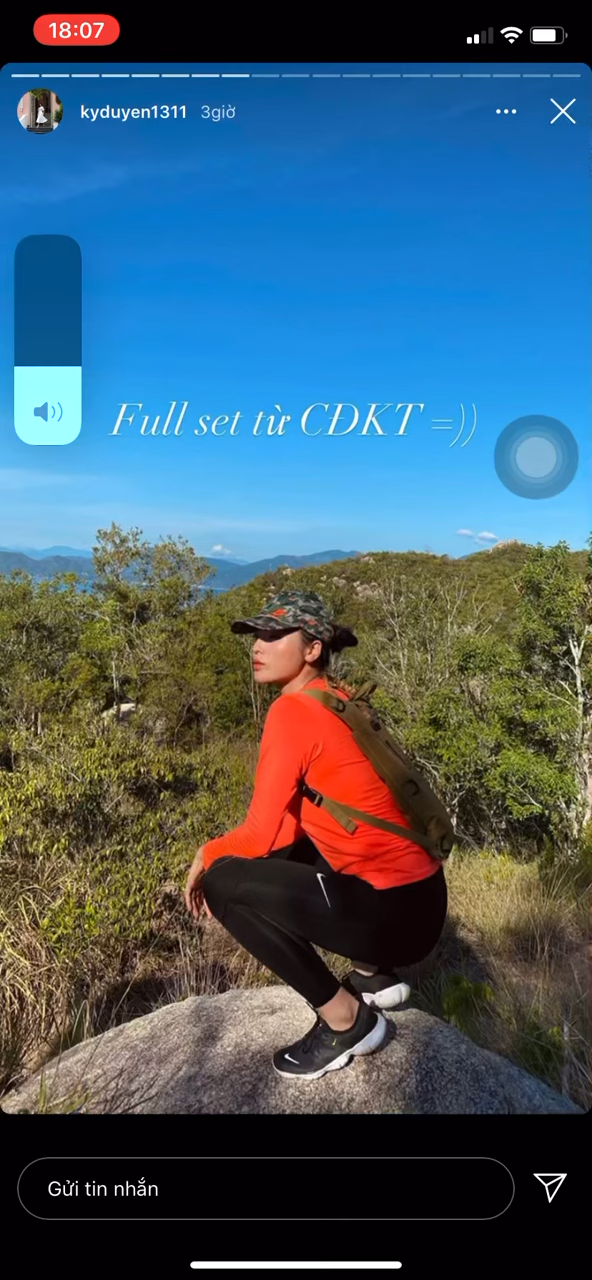 18:07
kyduyen1311 3giờ
Full set từ CĐKT =))
Gửi tin nhắn